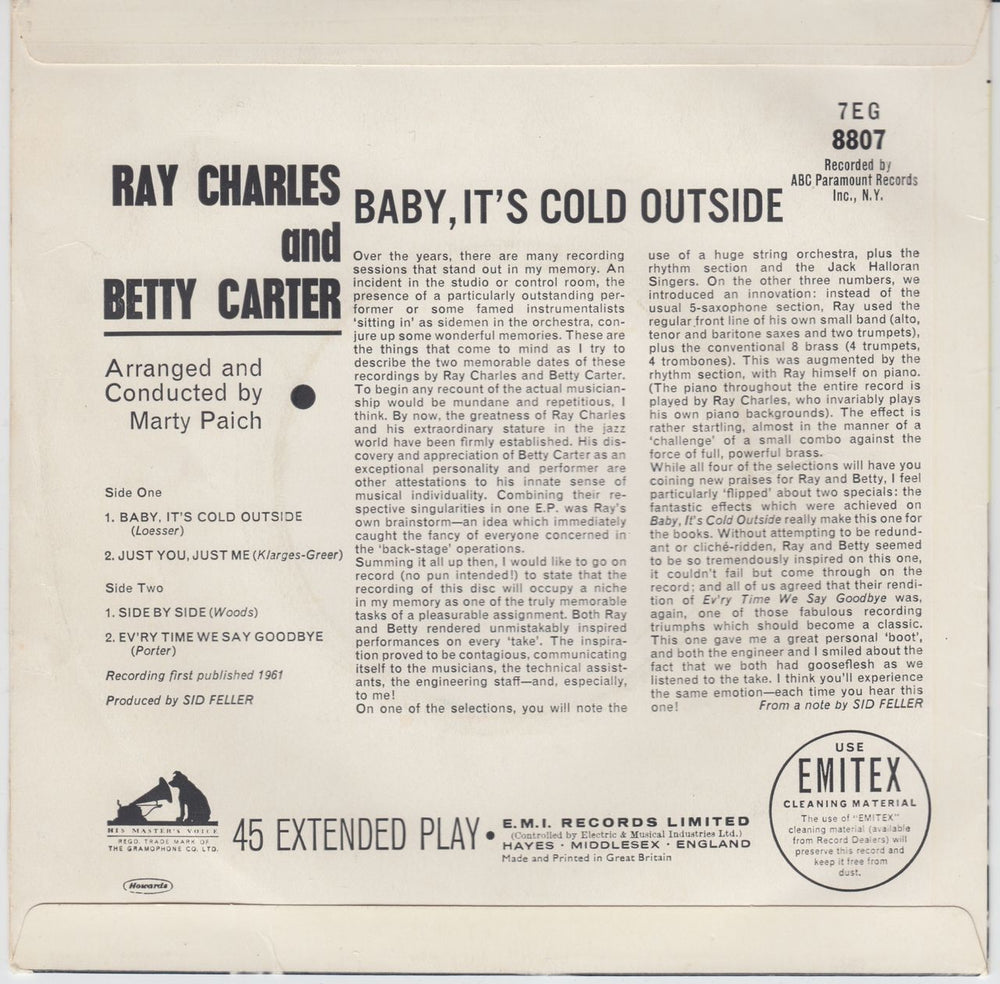 7EG
8807
Recorded by
ABC Paramount Records
Inc., N.Y.
RAY CHARLES
and
BETTY CARTER
BABY, IT'S COLD OUTSIDE
Arranged and
Conducted by
Marty Paich
Side One
1. BABY, IT'S COLD OUTSIDE
(Loesser)
2. JUST YOU, JUST ME (Klarges-Greer)
Side Two
1. SIDE BY SIDE (Woods)
2. EV'RY TIME WE SAY GOODBYE
(Porter)
Recording first published 1961
Produced by SID FELLER
Over the years, there are many recording
sessions that stand out in my memory. An
incident in the studio or control room, the
presence of a particularly outstanding per-
former or some famed instrumentalists
'sitting in' as sidemen in the orchestra, con-
jure up some wonderful memories. These are
the things that come to mind as I try to
describe the two memorable dates of these
recordings by Ray Charles and Betty Carter.
To begin any recount of the actual musician-
ship would be mundane and repetitious, I
think. By now, the greatness of Ray Charles
and his extraordinary stature in the jazz
world have been firmly established. His dis-
covery and appreciation of Betty Carter as an
exceptional personality and performer are
other attestations to his innate sense of
musical individuality. Combining their re-
spective singularities in one E.P. was Ray's
own brainstorm—an idea which immediately
caught the fancy of everyone concerned in
the 'back-stage' operations.
Summing it all up then, I would like to go on
record (no pun intended!) to state that the
recording of this disc will occupy a niche
in my memory as one of the truly memorable
tasks of a pleasurable assignment. Both Ray
and Betty rendered unmistakably inspired
performances on every 'take'. The inspira-
tion proved to be contagious, communicating
itself to the musicians, the technical assist-
ants, the engineering staff—and, especially,
to me!
On one of the selections, you will note the
use of a huge string orchestra, plus the
rhythm section and the Jack Halloran
Singers. On the other three numbers, we
introduced an innovation: instead of the
usual 5-saxophone section, Ray used the
regular front line of his own small band (alto,
tenor and baritone saxes and two trumpets),
plus the conventional 8 brass (4 trumpets,
4 trombones). This was augmented by the
rhythm section, with Ray himself on piano.
(The piano throughout the entire record is
played by Ray Charles, who invariably plays
his own piano backgrounds). The effect is
rather startling, almost in the manner of a
'challenge' of a small combo against the
force of full, powerful brass.
While all four of the selections will have you
coining new praises for Ray and Betty, I feel
particularly 'flipped' about two specials: the
fantastic effects which were achieved on
Baby, It's Cold Outside really make this one for
the books. Without attempting to be redund-
ant or cliché-ridden, Ray and Betty seemed
to be so tremendously inspired on this one,
it couldn't fail but come through on the
record; and all of us agreed that their rendi-
tion of Ev'ry Time We Say Goodbye was,
again, one of those fabulous recording
triumphs which should become a classic.
This one gave me a great personal 'boot',
and both the engineer and I smiled about the
fact that we both had gooseflesh as we
listened to the take. I think you'll experience
the same emotion—each time you hear this
one! From a note by SID FELLER
HIS MASTER'S VOICE
REGD. TRADE MARK OF
THE GRAMOPHONE CO. LTD.
45 EXTENDED PLAY •
E.M.I. RECORDS LIMITED
(Controlled by Electric & Musical Industries Ltd.)
HAYES · MIDDLESEX · ENGLAND
Made and Printed in Great Britain
Howards
USE
EMITEX
CLEANING MATERIAL
The use of "EMITEX"
cleaning material (available
from Record Dealers) will
preserve this record and
keep it free from
dust.